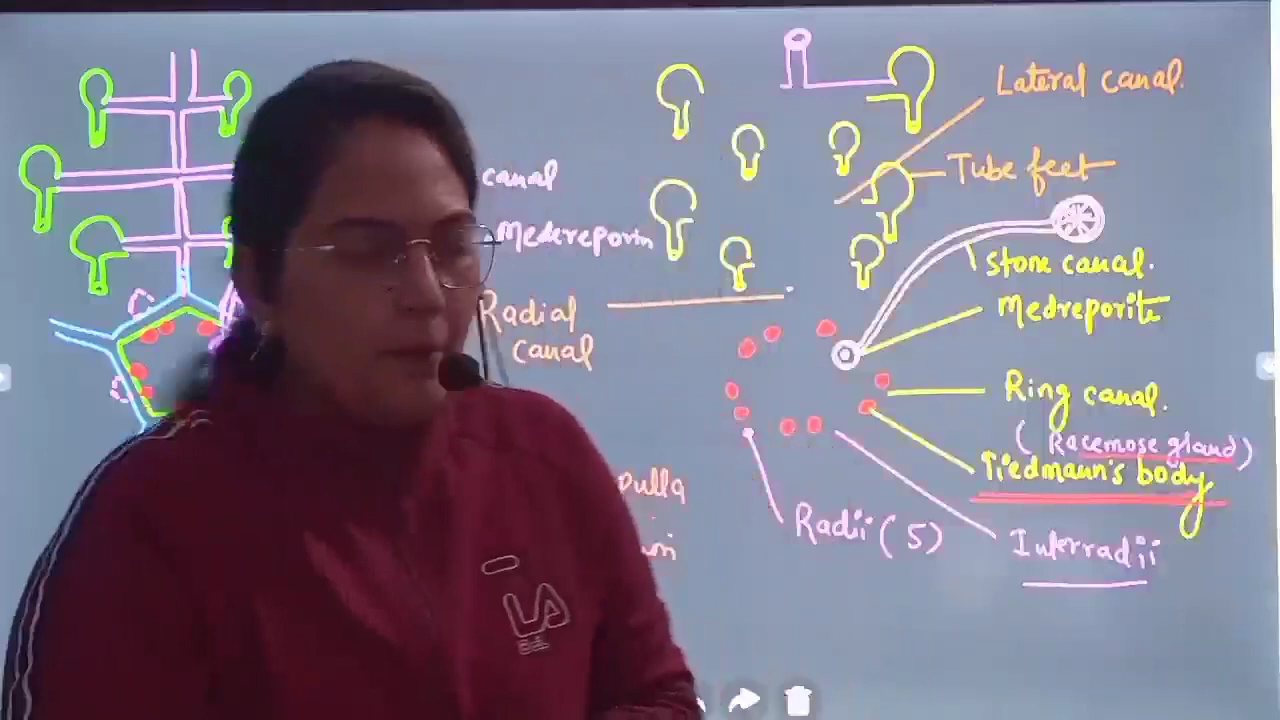 Lateral canal.
Tube feet
canal
Medereporin
stone canal.
Medreporite
Radial
canal
Ring canal.
(Racemose gland)
Tiedmann's body
pulla
Radii (5)
Interradii